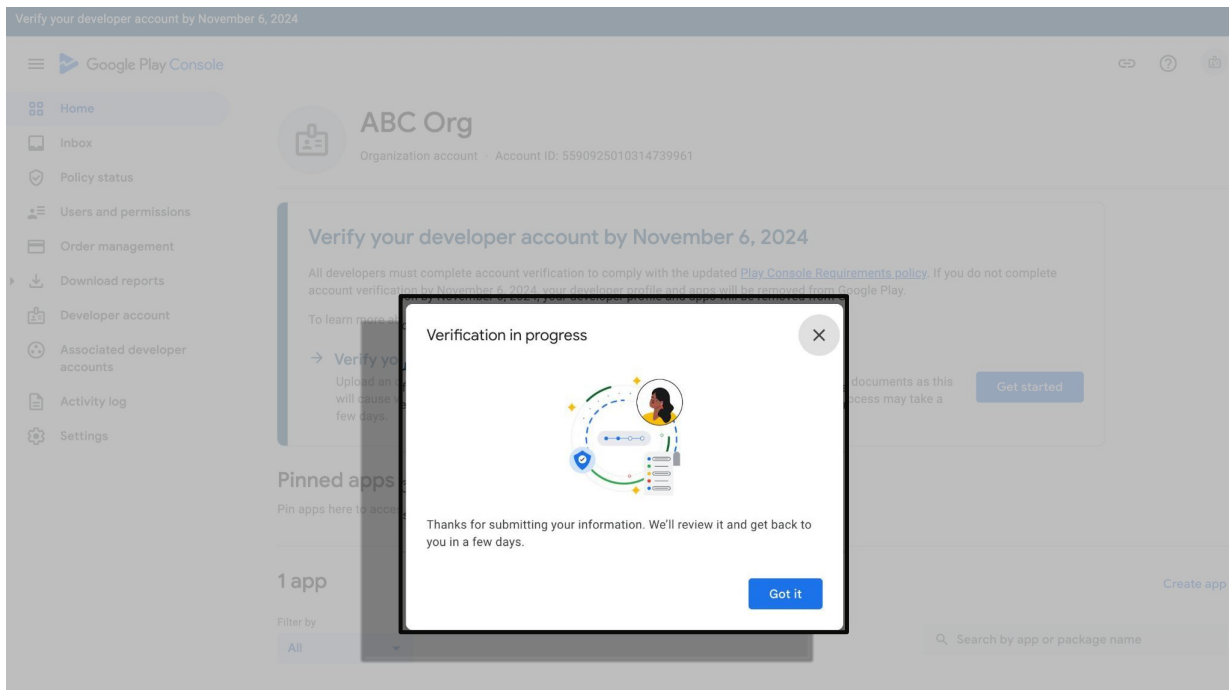 Verify your developer account by November 6, 2024
Google Play Console
Home
Inbox
Policy status
Users and permissions
Order management
Download reports
Developer account
Associated developer
accounts
Activity log
Settings
ABC Org
Organization account · Account ID: 5590925010314739961
Verify your developer account by November 6, 2024
All developers must complete account verification to comply with the updated Play Console Requirements policy. If you do not complete
account verification by November 6, 2024, your developer profile and apps will be removed from Google Play.
To learn more
Verify yo
Upload an
documents as this
will cause
process may take a
few days.
Get started
Pinned apps
Pin apps here to
Verification in progress
Thanks for submitting your information. We'll review it and get back to
you in a few days.
Got it
1 app
Create app
Filter by
All
Search by app or package name